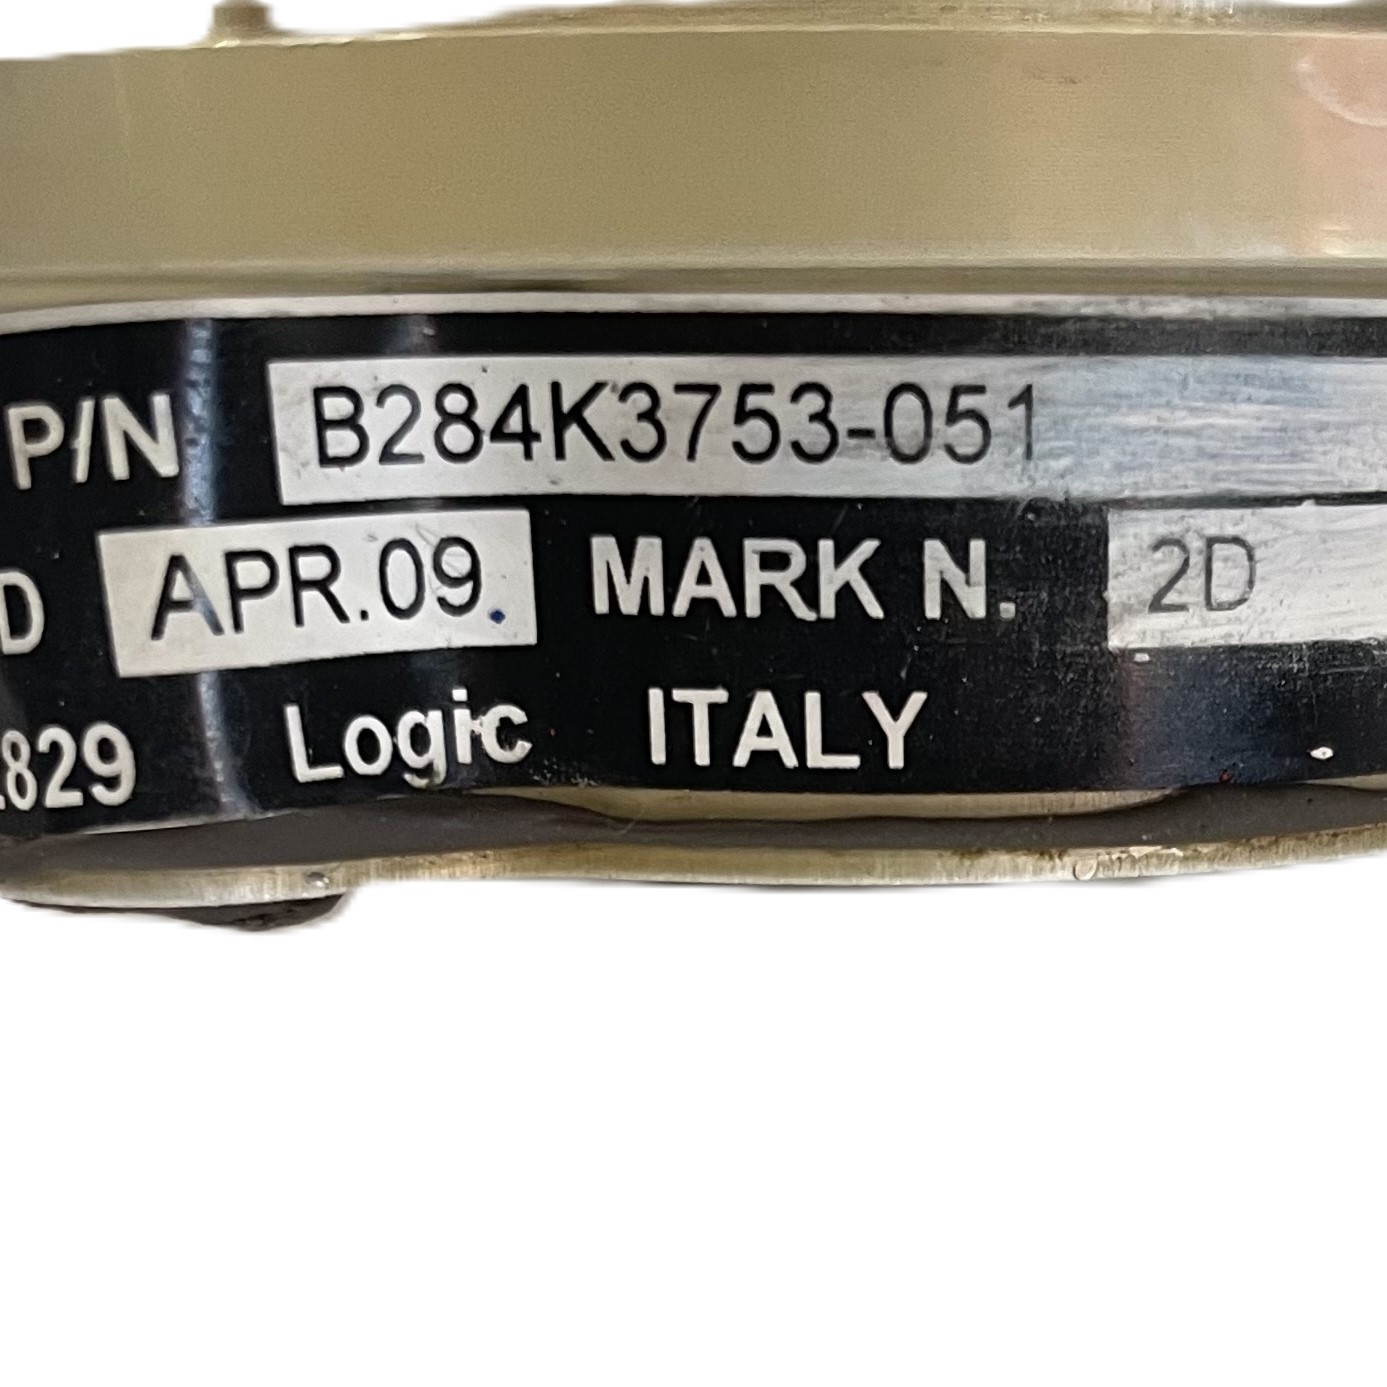 P/N B284K3753-051
D APR.09. MARK N. 2D
829 Logic ITALY